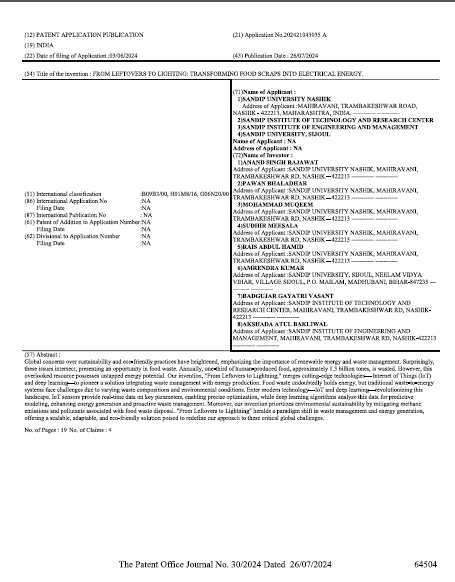 (12) PATENT APPLICATION PUBLICATION
(21) Application No.202421043035 A
(19) INDIA
(22) Date of filing of Application :03/06/2024
(43) Publication Date : 26/07/2024
(54) Title of the invention : FROM LEFTOVERS TO LIGHTING: TRANSFORMING FOOD SCRAPS INTO ELECTRICAL ENERGY.
(51) International classification :B09B3/00, H01M8/16, G06N20/00
(86) International Application No :NA
Filing Date :NA
(87) International Publication No : NA
(61) Patent of Addition to Application Number :NA
Filing Date :NA
(62) Divisional to Application Number :NA
Filing Date :NA
(71)Name of Applicant :
1)SANDIP UNIVERSITY NASHIK
Address of Applicant :MAHIRAVANI, TRAMBAKESHWAR ROAD,
NASHIK - 422213, MAHARASHTRA, INDIA. ----------- -----------
2)SANDIP INSTITUTE OF TECHNOLOGY AND RESEARCH CENTER
3)SANDIP INSTITUTE OF ENGINEERING AND MANAGEMENT
4)SANDIP UNIVERSITY, SIJOUL
Name of Applicant : NA
Address of Applicant : NA
(72)Name of Inventor :
1)ANAND SINGH RAJAWAT
Address of Applicant :SANDIP UNIVERSITY NASHIK, MAHIRAVANI,
TRAMBAKESHWAR RD, NASHIK—422213 ----------- -----------
2)PAWAN BHALADHAR
Address of Applicant :SANDIP UNIVERSITY NASHIK, MAHIRAVANI,
TRAMBAKESHWAR RD, NASHIK—422213 ----------- -----------
3)MOHAMMAD MUQEEM
Address of Applicant :SANDIP UNIVERSITY NASHIK, MAHIRAVANI,
TRAMBAKESHWAR RD, NASHIK—422213 ----------- -----------
4)SUDHIR MEESALA
Address of Applicant :SANDIP UNIVERSITY NASHIK, MAHIRAVANI,
TRAMBAKESHWAR RD, NASHIK—422213 ----------- -----------
5)RAIS ABDUL HAMID
Address of Applicant :SANDIP UNIVERSITY NASHIK, MAHIRAVANI,
TRAMBAKESHWAR RD, NASHIK—422213 ----------- -----------
6)AMRENDRA KUMAR
Address of Applicant :SANDIP UNIVERSITY, SIJOUL, NEELAM VIDYA
VIHAR, VILLAGE SIJOUL, P.O. MAILAM, MADHUBANI, BIHAR-847235 ---
-------- -----------
7)BADGUJAR GAYATRI VASANT
Address of Applicant :SANDIP INSTITUTE OF TECHNOLOGY AND
RESEARCH CENTER, MAHIRAVANI, TRAMBAKESHWAR RD, NASHIK-
422213 ----------- -----------
8)AKSHADA ATUL BAKLIWAL
Address of Applicant :SANDIP INSTITUTE OF ENGINEERING AND
MANAGEMENT, MAHIRAVANI, TRAMBAKESHWAR RD, NASHIK-422213
----------- -----------
(57) Abstract :
Global concerns over sustainability and eco-friendly practices have heightened, emphasizing the importance of renewable energy and waste management. Surprisingly,
these issues intersect, presenting an opportunity in food waste. Annually, one-third of human-produced food, approximately 1.3 billion tones, is wasted. However, this
overlooked resource possesses untapped energy potential. Our invention, "From Leftovers to Lightning," merges cutting-edge technologies—Internet of Things (IoT)
and deep learning—to pioneer a solution integrating waste management with energy production. Food waste undoubtedly holds energy, but traditional waste-to-energy
systems face challenges due to varying waste compositions and environmental conditions. Enter modern technology—IoT and deep learning—revolutionizing this
landscape. IoT sensors provide real-time data on key parameters, enabling precise optimization, while deep learning algorithms analyze this data for predictive
modeling, enhancing energy generation and proactive waste management. Moreover, our invention prioritizes environmental sustainability by mitigating methane
emissions and pollutants associated with food waste disposal. "From Leftovers to Lightning" heralds a paradigm shift in waste management and energy generation,
offering a scalable, adaptable, and eco-friendly solution poised to redefine our approach to these critical global challenges.
No. of Pages : 19 No. of Claims : 4
The Patent Office Journal No. 30/2024 Dated 26/07/2024
64504